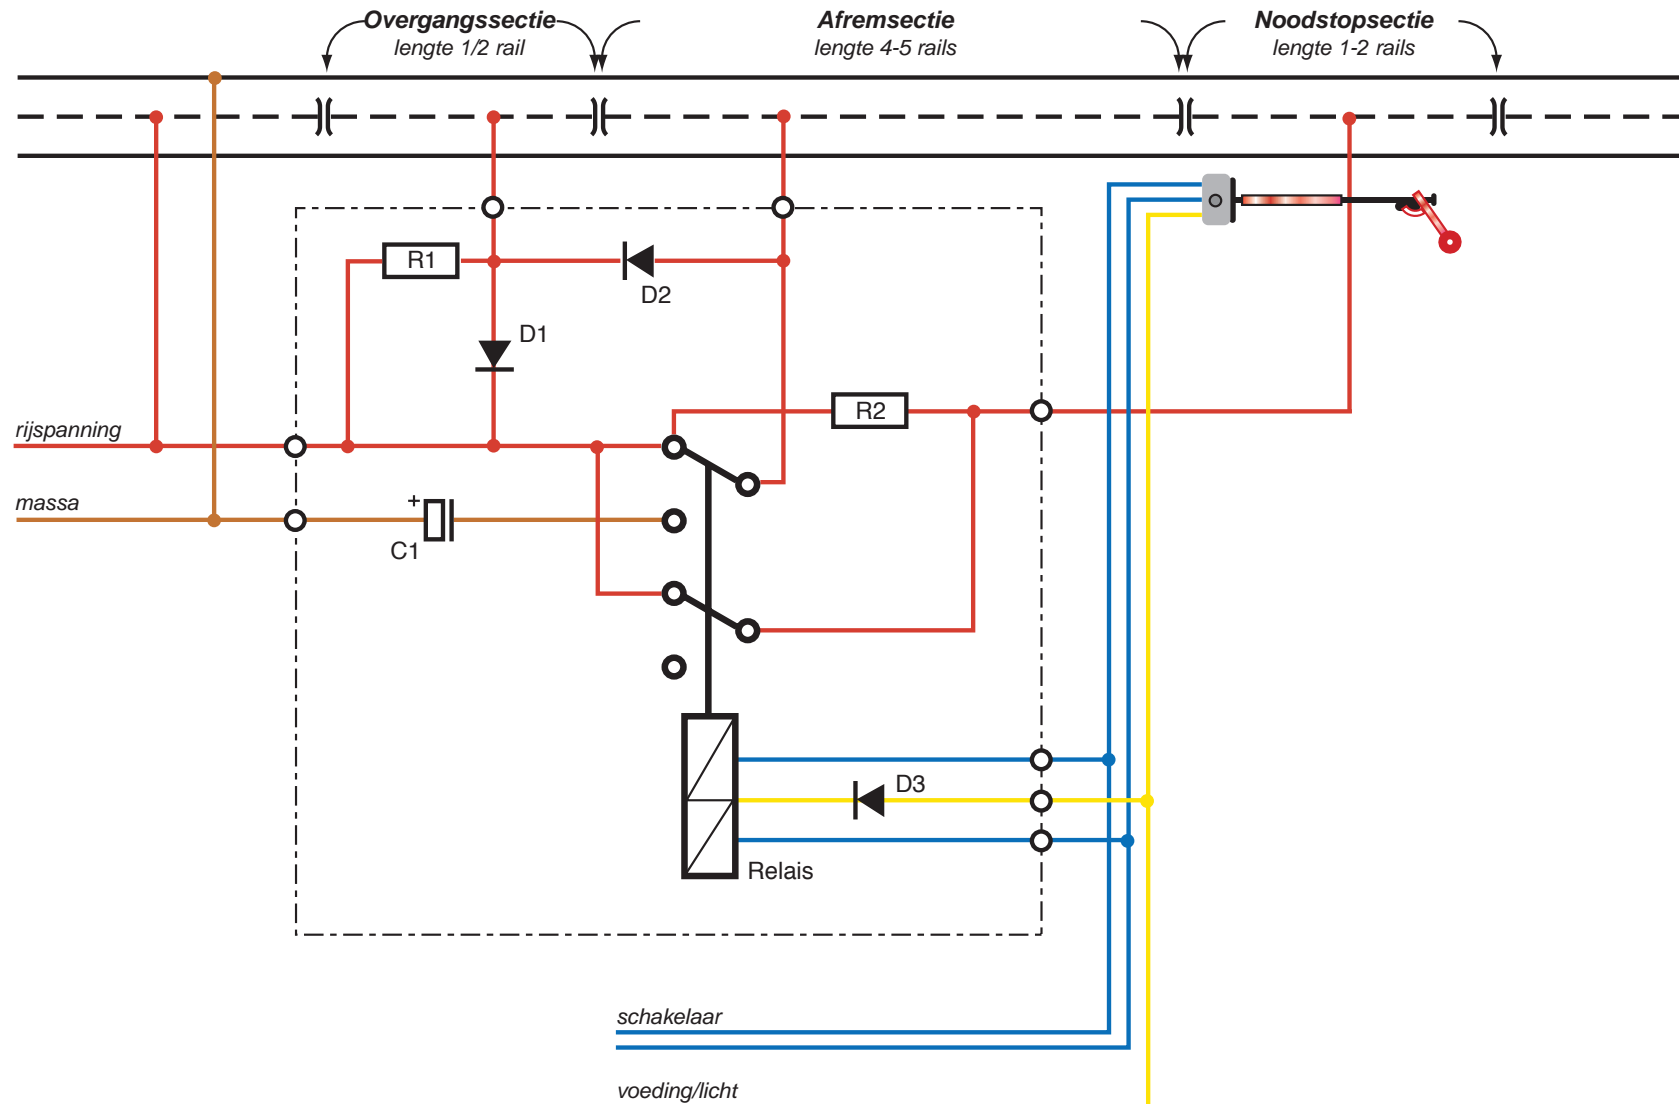 Overgangssectie
lengte 1/2 rail
Afremsectie
lengte 4-5 rails
Noodstopsectie
lengte 1-2 rails
R1
D2
D1
R2
rijspanning
massa
+
C1
D3
Relais
schakelaar
voeding/licht